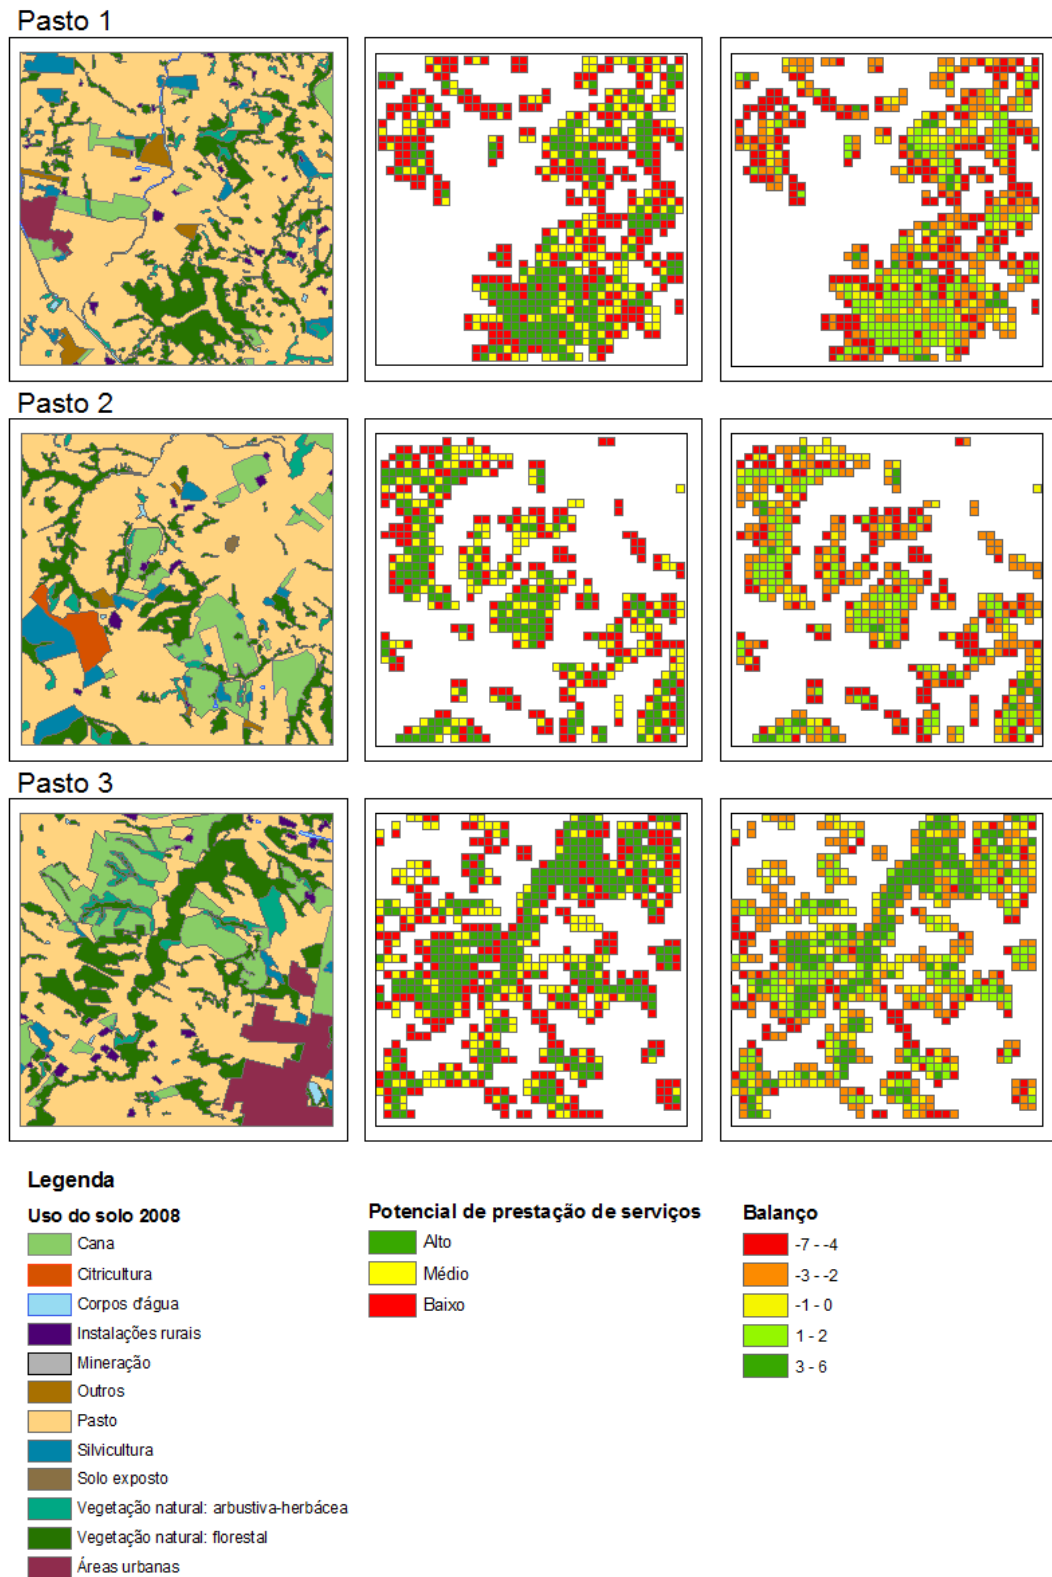 Pasto 1
Pasto 2
Pasto 3
Legenda
Uso do solo 2008
Cana
Citricultura
Corpos d'água
Instalações rurais
Mineração
Outros
Pasto
Silvicultura
Solo exposto
Vegetação natural: arbustiva-herbácea
Vegetação natural: florestal
Áreas urbanas
Potencial de prestação de serviços
Alto
Médio
Baixo
Balanço
-7 - -4
-3 - -2
-1 - 0
1 - 2
3 - 6